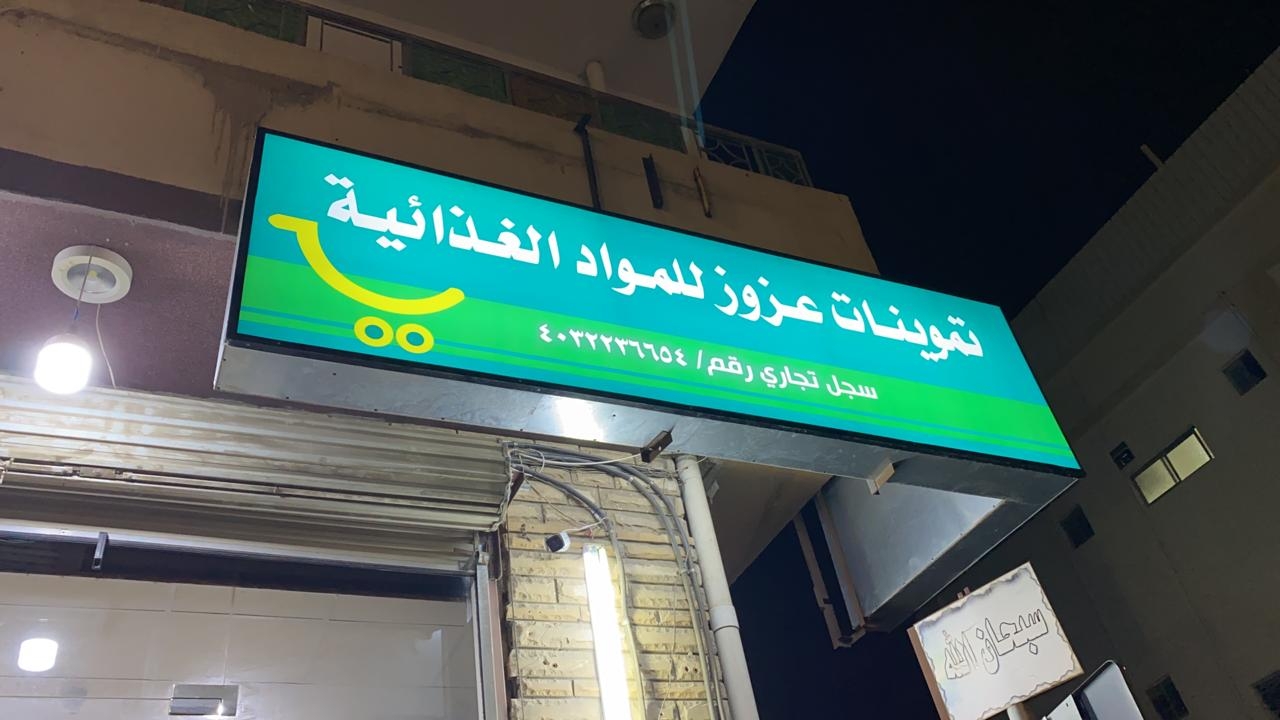 تموينات عزوز للمواد الغذائية
سجل تجاري رقم/ ٤٠٣٢٢٣٦٦٥٤
سبحان الله